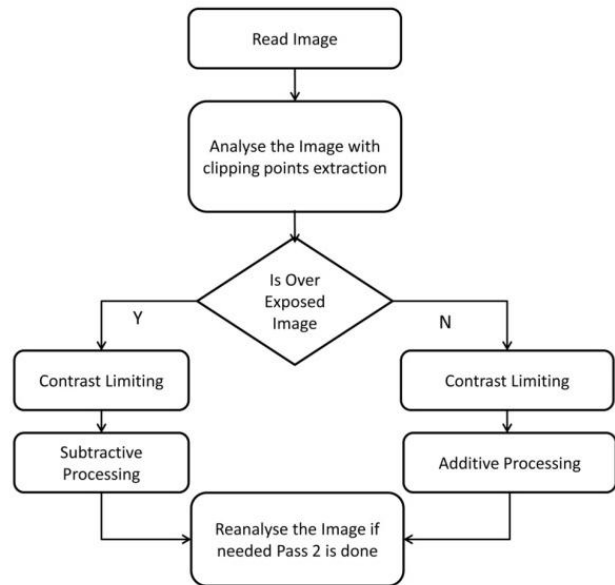 Read Image
Analyse the Image with
clipping points extraction
Is Over
Exposed
Image
Y
N
Contrast Limiting
Contrast Limiting
Subtractive
Processing
Additive Processing
Reanalyse the Image if
needed Pass 2 is done